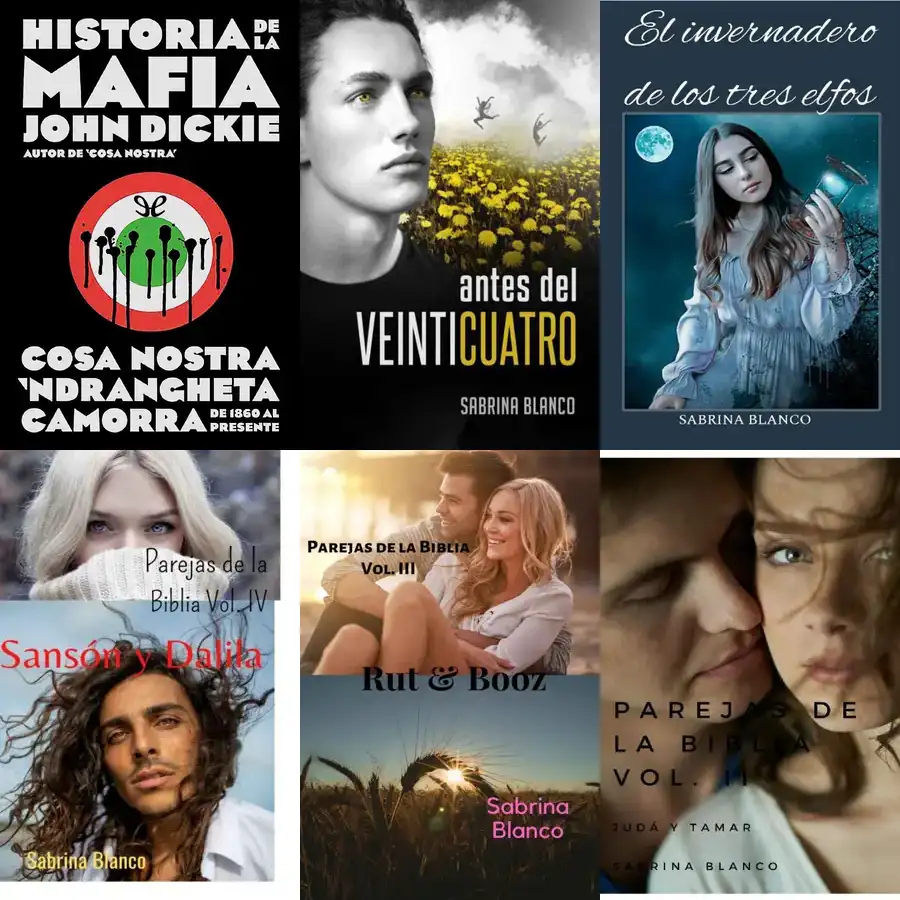 HISTORIA DE LA
MAFIA
JOHN DICKIE
AUTOR DE 'COSA NOSTRA'
COSA NOSTRA
'NDRANGHETA
CAMORRA DE 1860 AL PRESENTE
antes del
VEINTICUATRO
SABRINA BLANCO
El invernadero
de los tres elfos
SABRINA BLANCO
Parejas de la
Biblia Vol. IV
Sansón y Dalila
Sabrina Blanco
Parejas de la Biblia
Vol. III
Rut & Booz
Sabrina
Blanco
PAREJAS DE
LA BIBLIA
VOL. II
JUDÁ Y TAMAR
SABRINA BLANCO